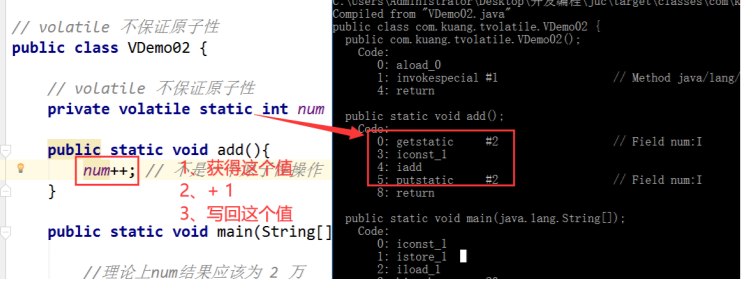 // volatile 不保证原子性
public class VDemo02 {
// volatile 不保证原子性
private volatile static int num
public static void add(){
num++; // 不是 操作
1、获得这个值
2、+ 1
3、写回这个值
}
public static void main(String[]
//理论上num结果应该为 2 万
C:\Users\Administrator\Desktop\开发编程\juc\target\classes\com\k
Compiled from "VDemo02.java"
public class com.kuang.tvolatile.VDemo02 {
public com.kuang.tvolatile.VDemo02();
Code:
0: aload_0
1: invokespecial #1 // Method java/lang/
4: return
public static void add();
Code:
0: getstatic #2 // Field num:I
3: iconst_1
4: iadd
5: putstatic #2 // Field num:I
8: return
public static void main(java.lang.String[]);
Code:
0: iconst_1
1: istore_1
2: iload_1